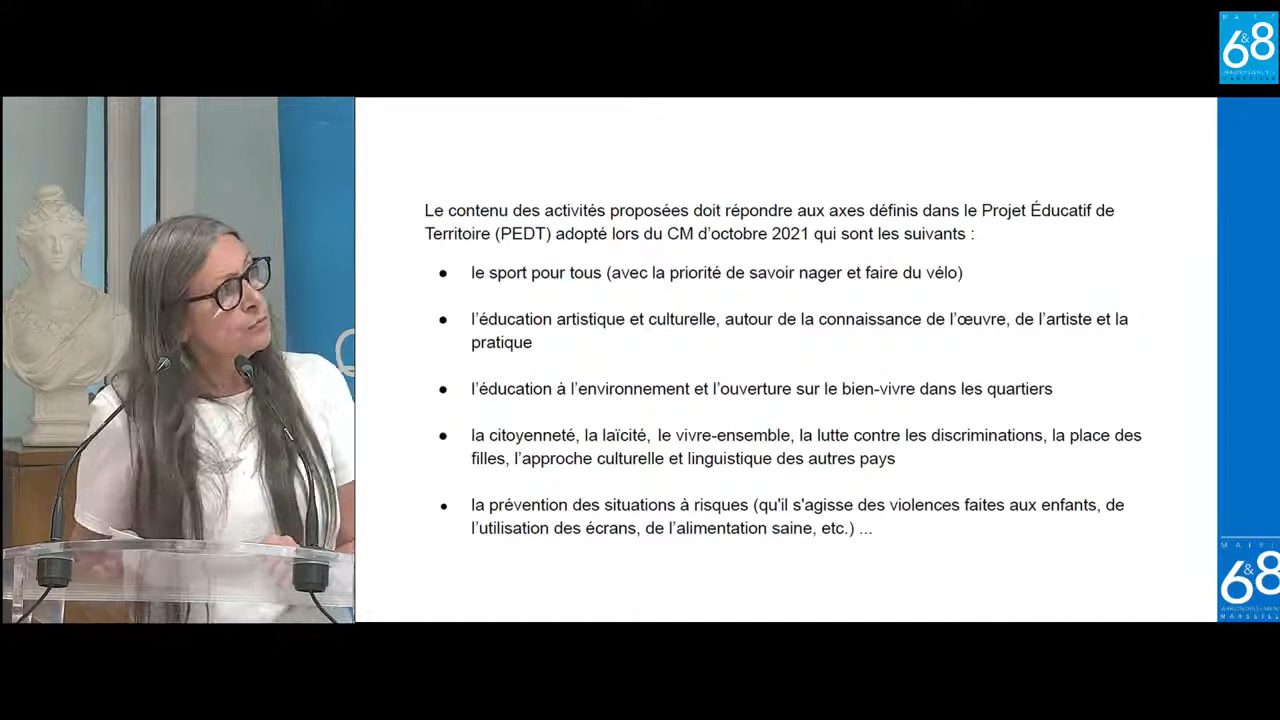 MAIRIE
6&8
ARRONDISSEMENTS
MARSEILLE
Le contenu des activités proposées doit répondre aux axes définis dans le Projet Éducatif de
Territoire (PEDT) adopté lors du CM d’octobre 2021 qui sont les suivants :
● le sport pour tous (avec la priorité de savoir nager et faire du vélo)
● l’éducation artistique et culturelle, autour de la connaissance de l’œuvre, de l’artiste et la
pratique
● l’éducation à l’environnement et l’ouverture sur le bien-vivre dans les quartiers
● la citoyenneté, la laïcité, le vivre-ensemble, la lutte contre les discriminations, la place des
filles, l’approche culturelle et linguistique des autres pays
● la prévention des situations à risques (qu'il s'agisse des violences faites aux enfants, de
l’utilisation des écrans, de l’alimentation saine, etc.) ...
MAIRI
6&8
ARRONDISSEMEN
MARSEILL